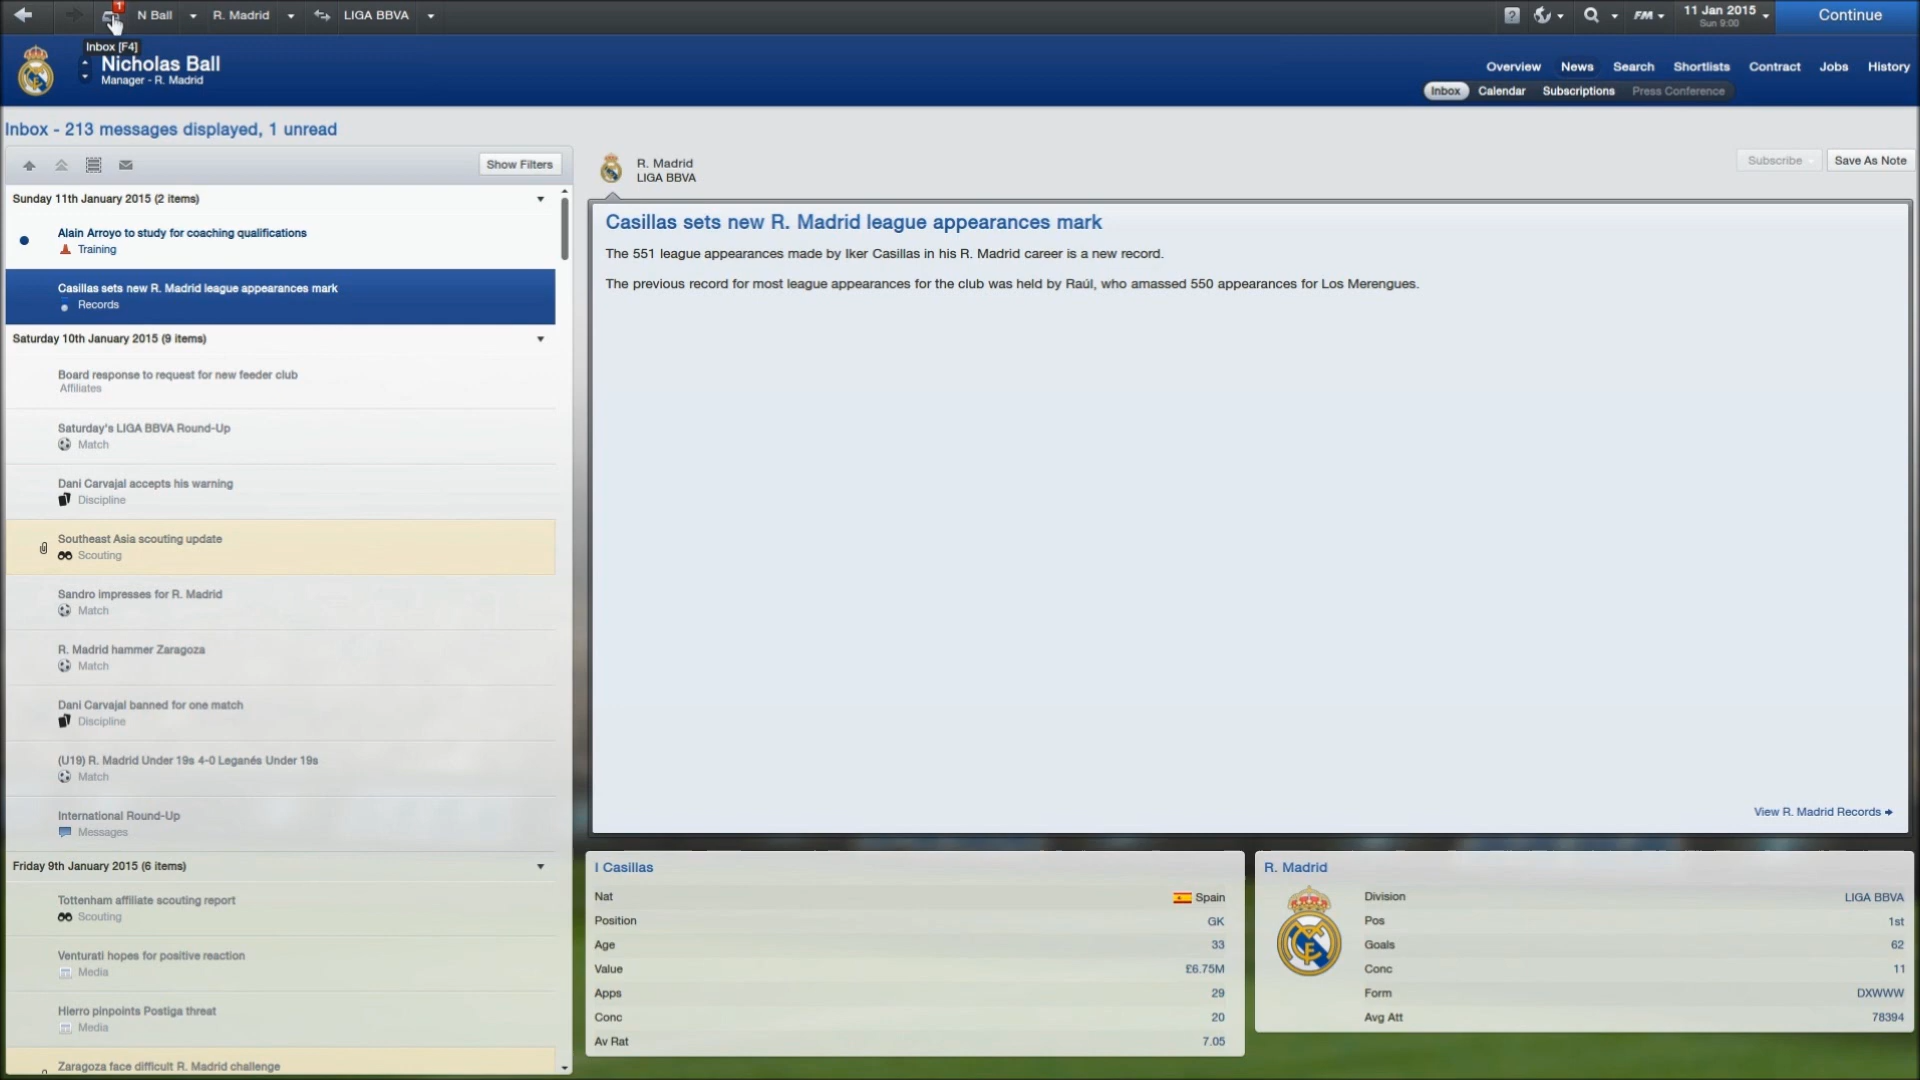 1
N Ball
R. Madrid
LIGA BBVA
?
FM
11 Jan 2015
Sun 9:00
Continue
Inbox [F4]
Nicholas Ball
Manager - R. Madrid
Overview
News
Search
Shortlists
Contract
Jobs
History
Inbox
Calendar
Subscriptions
Press Conference
Inbox - 213 messages displayed, 1 unread
Show Filters
Sunday 11th January 2015 (2 items)
Alain Arroyo to study for coaching qualifications
Training
Casillas sets new R. Madrid league appearances mark
Records
Saturday 10th January 2015 (9 items)
Board response to request for new feeder club
Affiliates
Saturday's LIGA BBVA Round-Up
Match
Dani Carvajal accepts his warning
Discipline
Southeast Asia scouting update
Scouting
Sandro impresses for R. Madrid
Match
R. Madrid hammer Zaragoza
Match
Dani Carvajal banned for one match
Discipline
(U19) R. Madrid Under 19s 4-0 Leganés Under 19s
Match
International Round-Up
Messages
Friday 9th January 2015 (6 items)
Tottenham affiliate scouting report
Scouting
Venturati hopes for positive reaction
Media
Hierro pinpoints Postiga threat
Media
Zaragoza face difficult R. Madrid challenge
R. Madrid
LIGA BBVA
Subscribe
Save As Note
Casillas sets new R. Madrid league appearances mark
The 551 league appearances made by Iker Casillas in his R. Madrid career is a new record.
The previous record for most league appearances for the club was held by Raúl, who amassed 550 appearances for Los Merengues.
View R. Madrid Records
I Casillas
Nat Spain
Position GK
Age 33
Value £6.75M
Apps 29
Conc 20
Av Rat 7.05
R. Madrid
Division LIGA BBVA
Pos 1st
Goals 62
Conc 11
Form DXWWW
Avg Att 78394